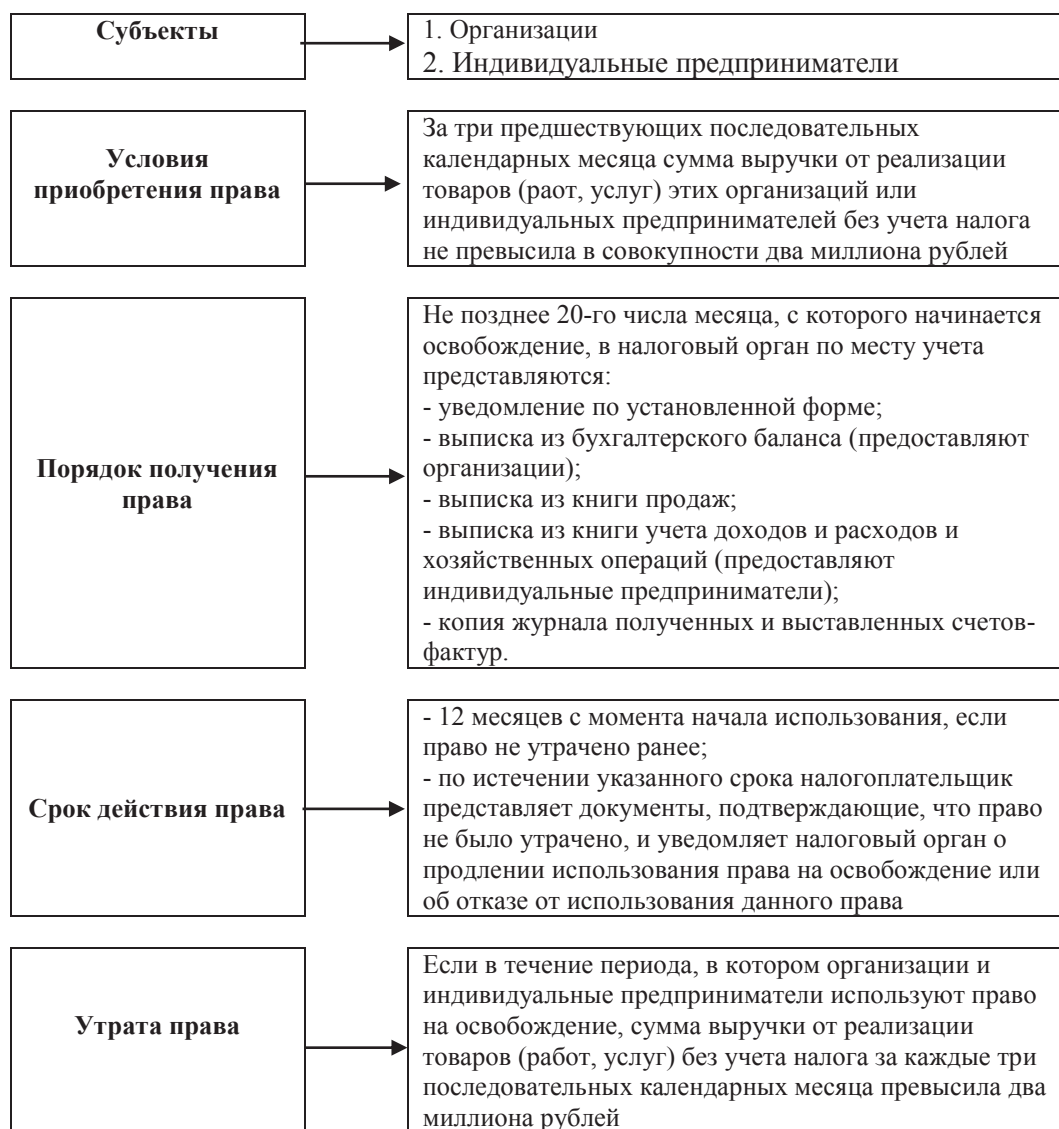 Субъекты
1. Организации
2. Индивидуальные предприниматели
Условия
приобретения права
За три предшествующих последовательных
календарных месяца сумма выручки от реализации
товаров (раот, услуг) этих организаций или
индивидуальных предпринимателей без учета налога
не превысила в совокупности два миллиона рублей
Порядок получения
права
Не позднее 20-го числа месяца, с которого начинается
освобождение, в налоговый орган по месту учета
представляются:
- уведомление по установленной форме;
- выписка из бухгалтерского баланса (предоставляют
организации);
- выписка из книги продаж;
- выписка из книги учета доходов и расходов и
хозяйственных операций (предоставляют
индивидуальные предприниматели);
- копия журнала полученных и выставленных счетов-
фактур.
Срок действия права
- 12 месяцев с момента начала использования, если
право не утрачено ранее;
- по истечении указанного срока налогоплательщик
представляет документы, подтверждающие, что право
не было утрачено, и уведомляет налоговый орган о
продлении использования права на освобождение или
об отказе от использования данного права
Утрата права
Если в течение периода, в котором организации и
индивидуальные предприниматели используют право
на освобождение, сумма выручки от реализации
товаров (работ, услуг) без учета налога за каждые три
последовательных календарных месяца превысила два
миллиона рублей